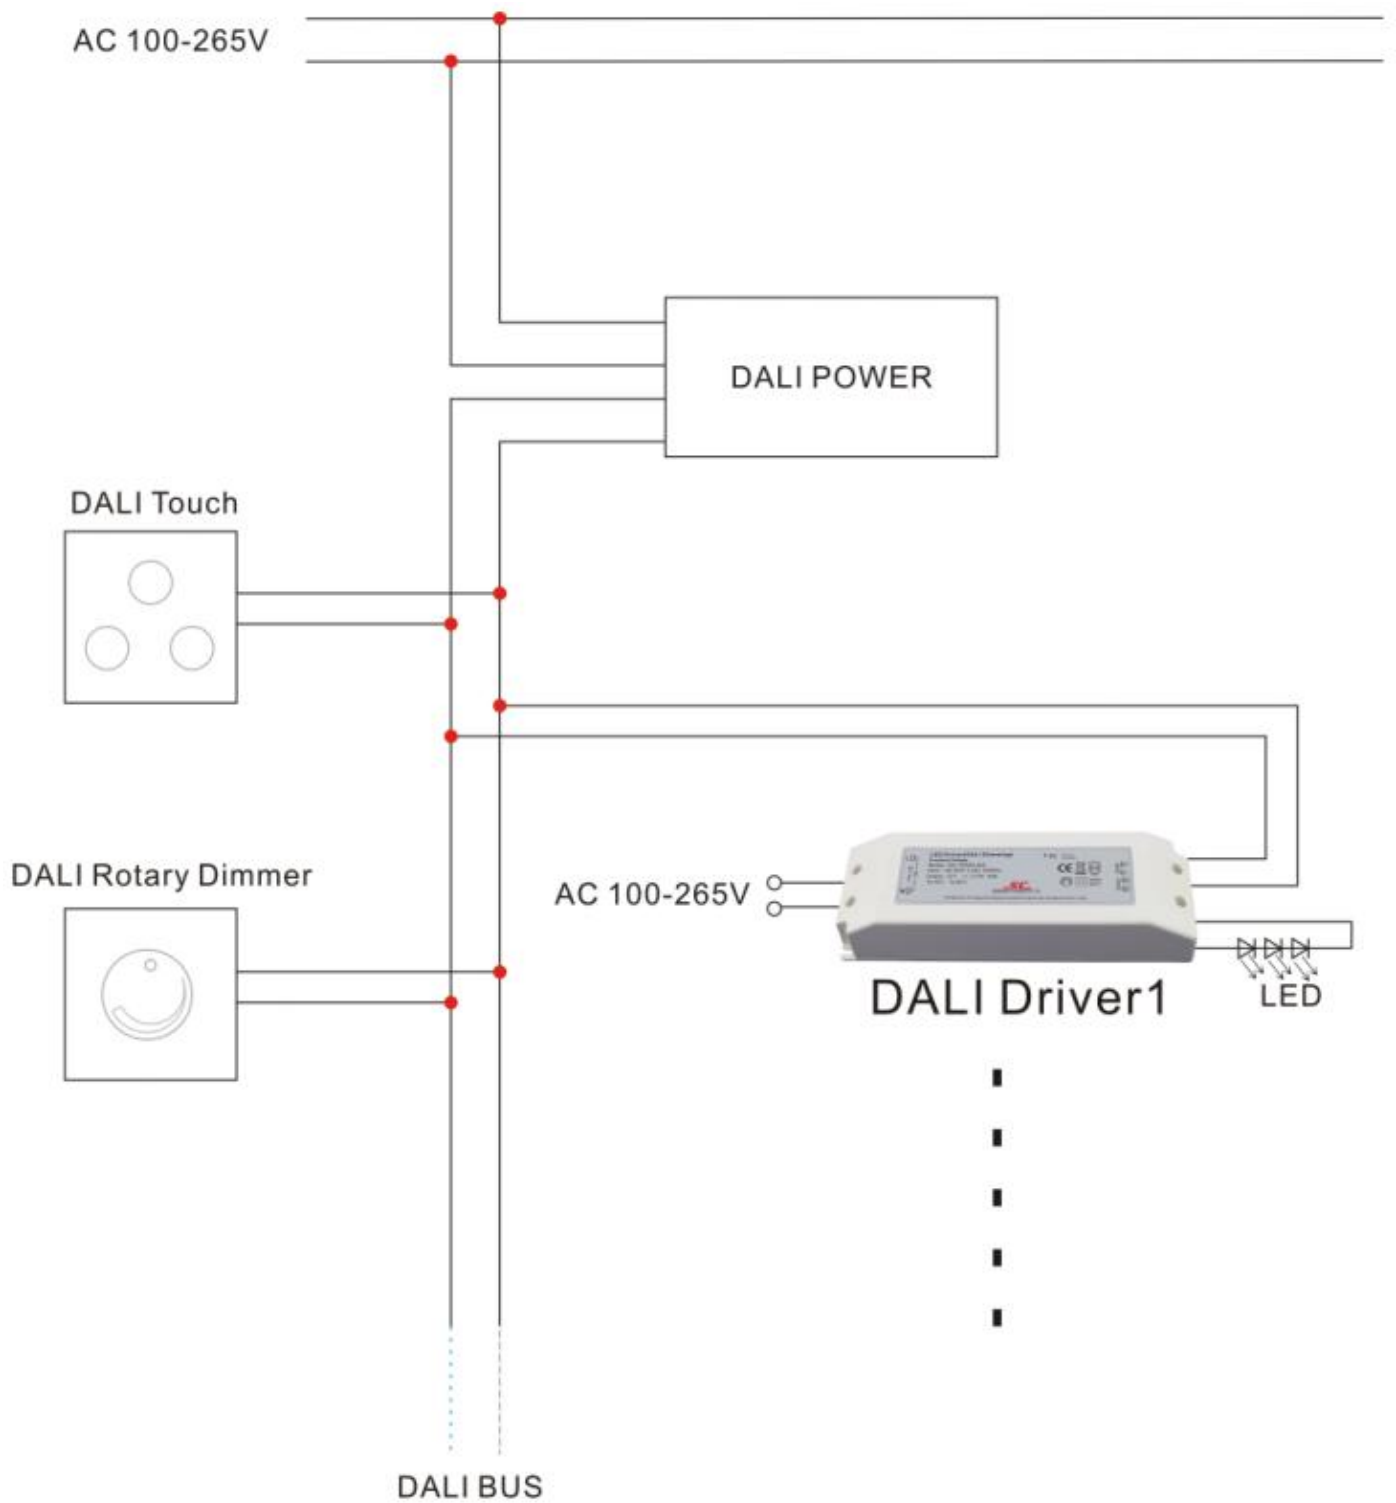 AC 100-265V
DALI POWER
DALI Touch
DALI Rotary Dimmer
AC 100-265V
DALI Driver1
LED
DALI BUS